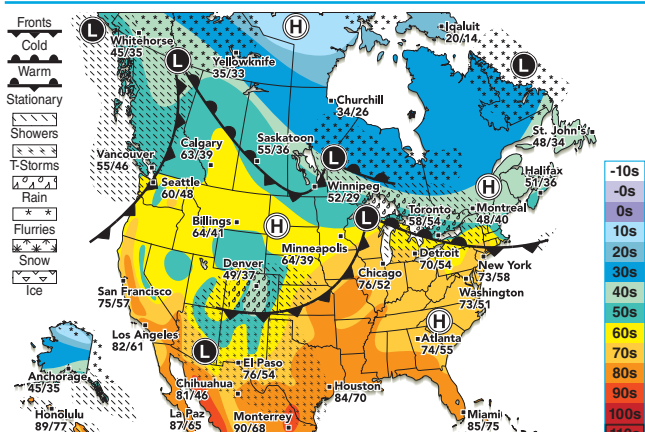 Fronts
Cold
Warm
Stationary
Showers
T-Storms
Rain
Flurries
Snow
Ice
L
H
Iqaluit
20/14
Whitehorse
45/35
L
Yellowknife
35/33
L
Churchill
34/26
St. John's
48/34
Calgary
63/39
Saskatoon
55/36
Vancouver
55/46
L
Halifax
51/36
Seattle
60/48
Winnipeg
52/29
H
Toronto
58/54
Montreal
48/40
L
Billings
64/41
H
Minneapolis
64/39
Denver
49/37
Detroit
70/54
New York
73/58
Chicago
76/52
San Francisco
75/57
Washington
73/51
H
Los Angeles
82/61
Atlanta
74/55
L
El Paso
76/54
Anchorage
45/35
Chihuahua
81/46
Houston
84/70
Honolulu
89/77
La Paz
87/65
Monterrey
90/68
Miami
85/75
-10s
-0s
0s
10s
20s
30s
40s
50s
60s
70s
80s
90s
100s
110s